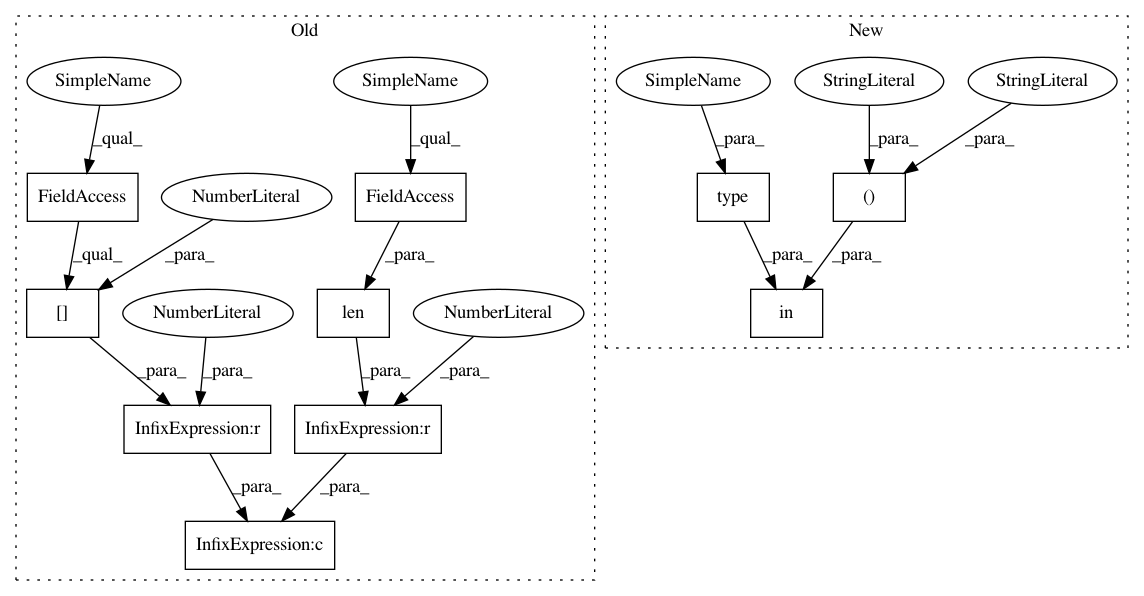 Old
New
SimpleName
SimpleName
SimpleName
StringLiteral
StringLiteral
_qual_
_qual_
_para_
_para_
_para_
FieldAccess
NumberLiteral
FieldAccess
type
()
_qual_
_para_
_para_
_para_
_para_
[]
NumberLiteral
len
NumberLiteral
in
_para_
_para_
_para_
_para_
InfixExpression:r
InfixExpression:r
_para_
_para_
InfixExpression:c